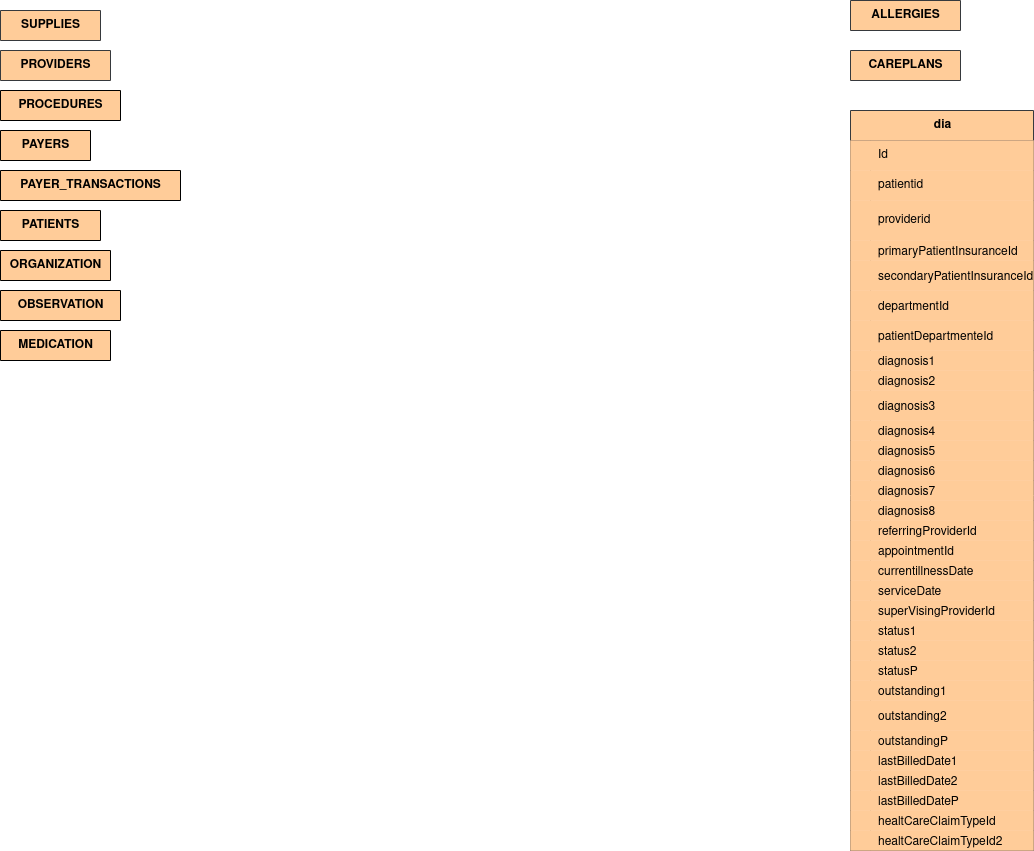 SUPPLIES
PROVIDERS
PROCEDURES
PAYERS
PAYER_TRANSACTIONS
PATIENTS
ORGANIZATION
OBSERVATION
MEDICATION
ALLERGIES
CAREPLANS
dia
Id
patientid
providerid
primaryPatientInsuranceId
secondaryPatientInsuranceId
departmentId
patientDepartmenteId
diagnosis1
diagnosis2
diagnosis3
diagnosis4
diagnosis5
diagnosis6
diagnosis7
diagnosis8
referringProviderId
appointmentId
currentillnessDate
serviceDate
superVisingProviderId
status1
status2
statusP
outstanding1
outstanding2
outstandingP
lastBilledDate1
lastBilledDate2
lastBilledDateP
healtCareClaimTypeId
healtCareClaimTypeId2